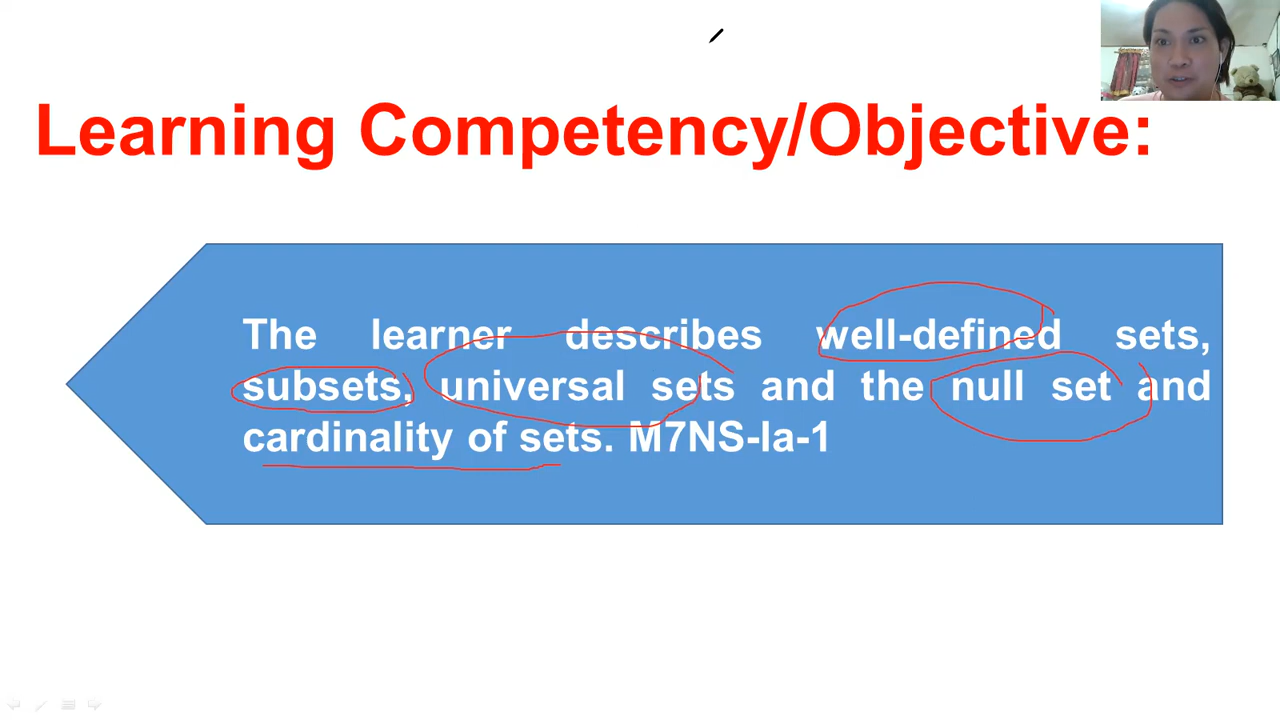 Learning Competency/Objective:
The learner describes well-defined sets,
subsets, universal sets and the null set and
cardinality of sets. M7NS-Ia-1